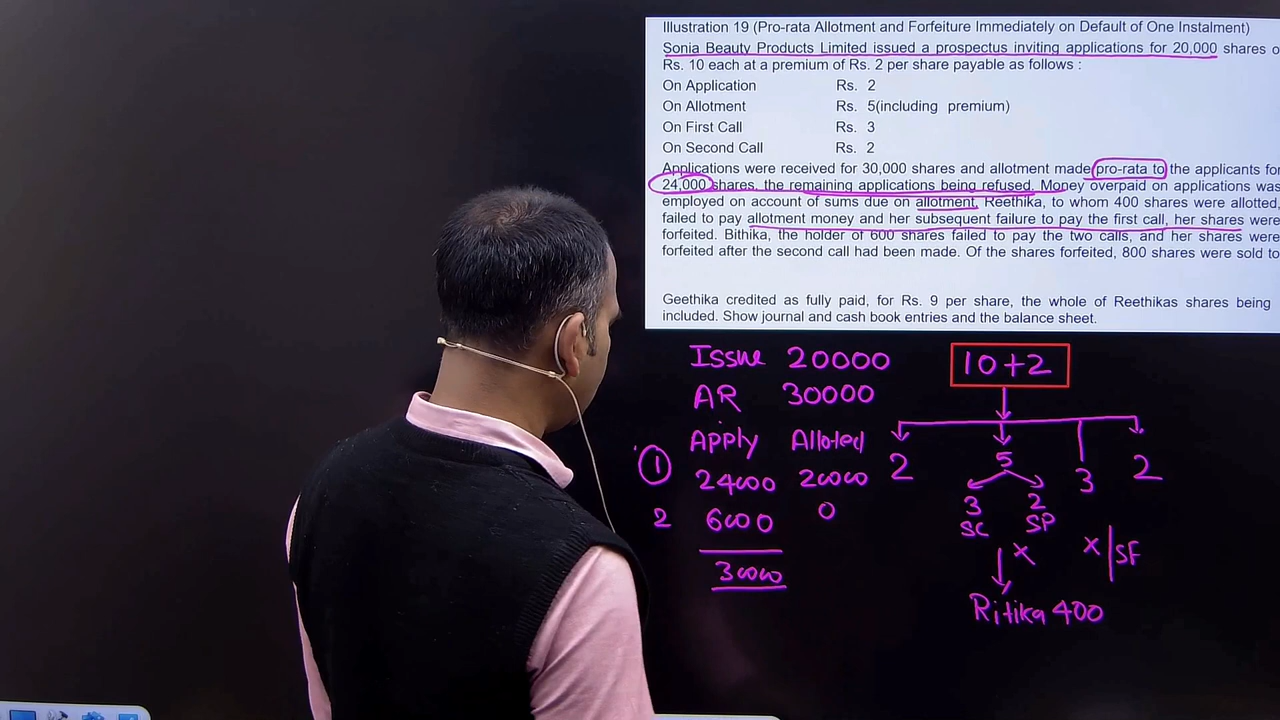 Illustration 19 (Pro-rata Allotment and Forfeiture Immediately on Default of One Instalment)
Sonia Beauty Products Limited issued a prospectus inviting applications for 20,000 shares o
Rs. 10 each at a premium of Rs. 2 per share payable as follows :
On Application Rs. 2
On Allotment Rs. 5(including premium)
On First Call Rs. 3
On Second Call Rs. 2
Applications were received for 30,000 shares and allotment made pro-rata to the applicants for
24,000 shares, the remaining applications being refused. Money overpaid on applications was
employed on account of sums due on allotment. Reethika, to whom 400 shares were allotted,
failed to pay allotment money and her subsequent failure to pay the first call, her shares were
forfeited. Bithika, the holder of 600 shares failed to pay the two calls, and her shares were
forfeited after the second call had been made. Of the shares forfeited, 800 shares were sold to
Geethika credited as fully paid, for Rs. 9 per share, the whole of Reethikas shares being
included. Show journal and cash book entries and the balance sheet.
Issue 20000
AR 30000
Apply Alloted
1 24000 20000
2 6000 0
30000
10+2
2 5 3 2
3 2
SC SP
x x SF
Ritika 400